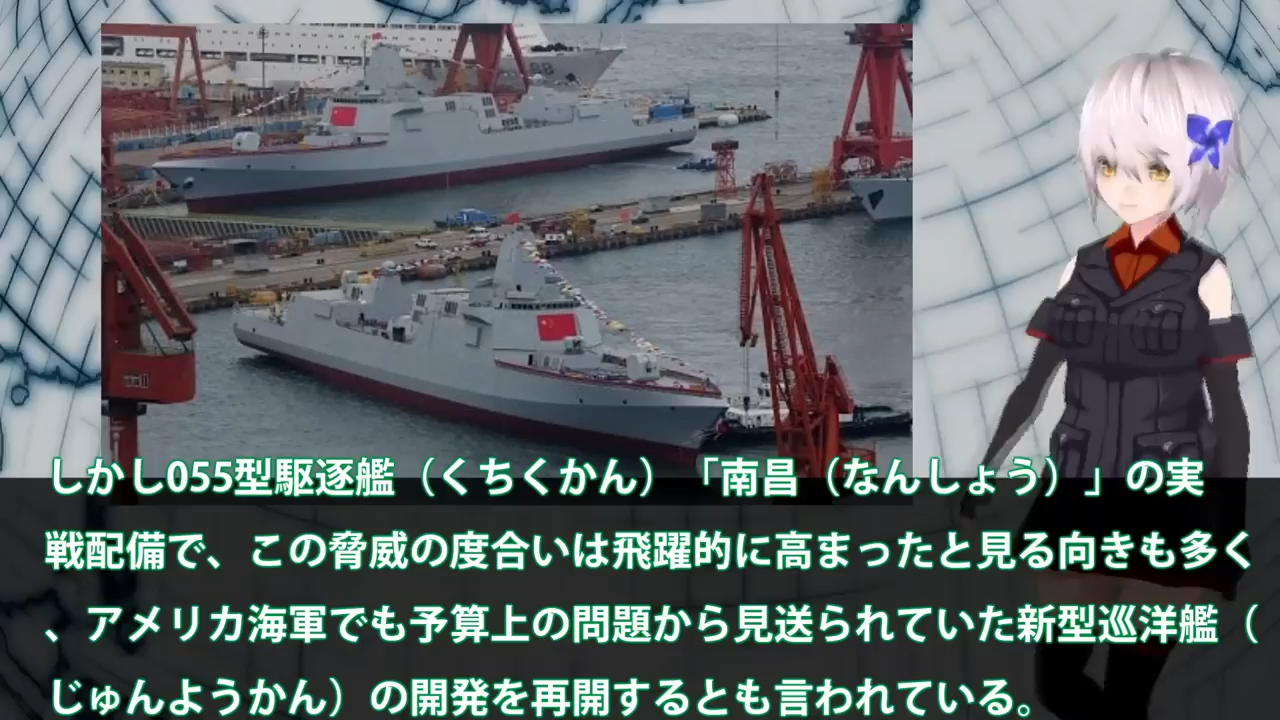 しかし055型駆逐艦（くちくかん）「南昌（なんしょう）」の実
戦配備で、この脅威の度合いは飛躍的に高まったと見る向きも多く
、アメリカ海軍でも予算上の問題から見送られていた新型巡洋艦（
じゅんようかん）の開発を再開するとも言われている。